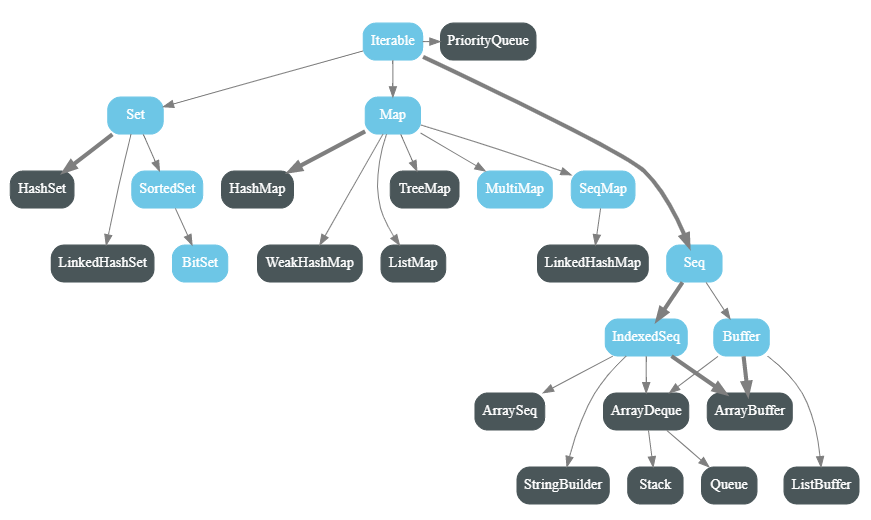 Iterable
PriorityQueue
Set
Map
HashSet
SortedSet
HashMap
TreeMap
MultiMap
SeqMap
LinkedHashSet
BitSet
WeakHashMap
ListMap
LinkedHashMap
Seq
IndexedSeq
Buffer
ArraySeq
ArrayDeque
ArrayBuffer
StringBuilder
Stack
Queue
ListBuffer